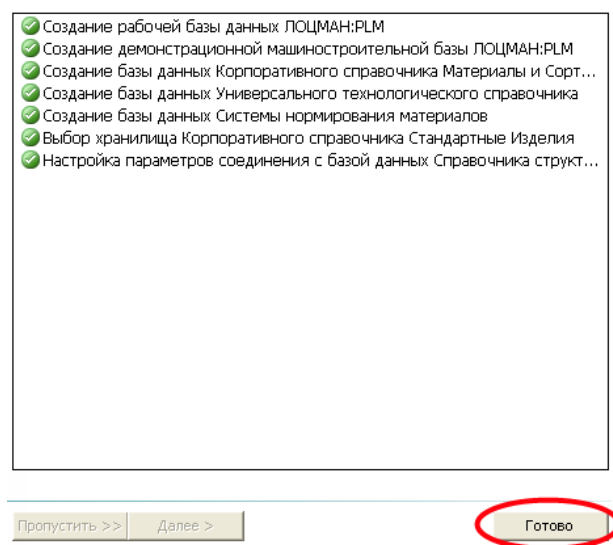 Создание рабочей базы данных ЛОЦМАН:PLM
Создание демонстрационной машиностроительной базы ЛОЦМАН:PLM
Создание базы данных Корпоративного справочника Материалы и Сорт...
Создание базы данных Универсального технологического справочника
Создание базы данных Системы нормирования материалов
Выбор хранилища Корпоративного справочника Стандартные Изделия
Настройка параметров соединения с базой данных Справочника структ...
Пропустить >> Далее > Готово